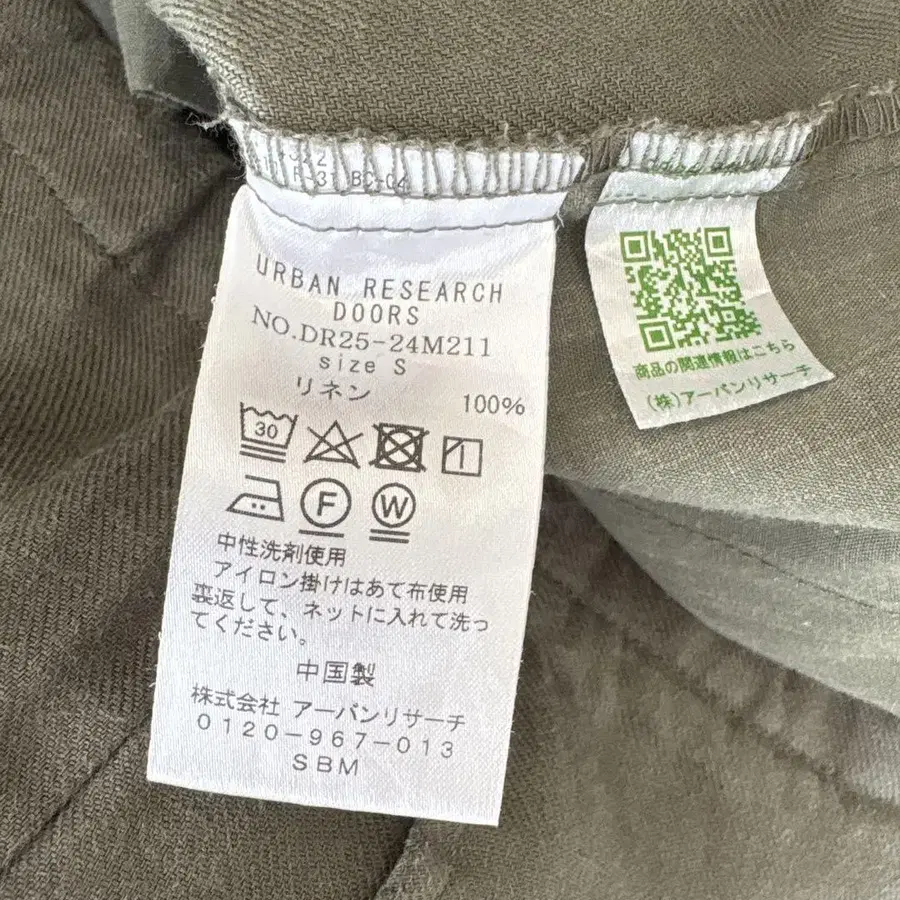 BC-04
URBAN RESEARCH
DOORS
NO.DR25-24M211
size S
リネン 100%
30
F W
中性洗剤使用
アイロン掛けはあて布使用
裏返して、ネットに入れて洗っ
てください。
中国製
株式会社 アーバンリサーチ
0120-967-013
SBM
商品の関連情報はこちら
(株)アーバンリサーチ